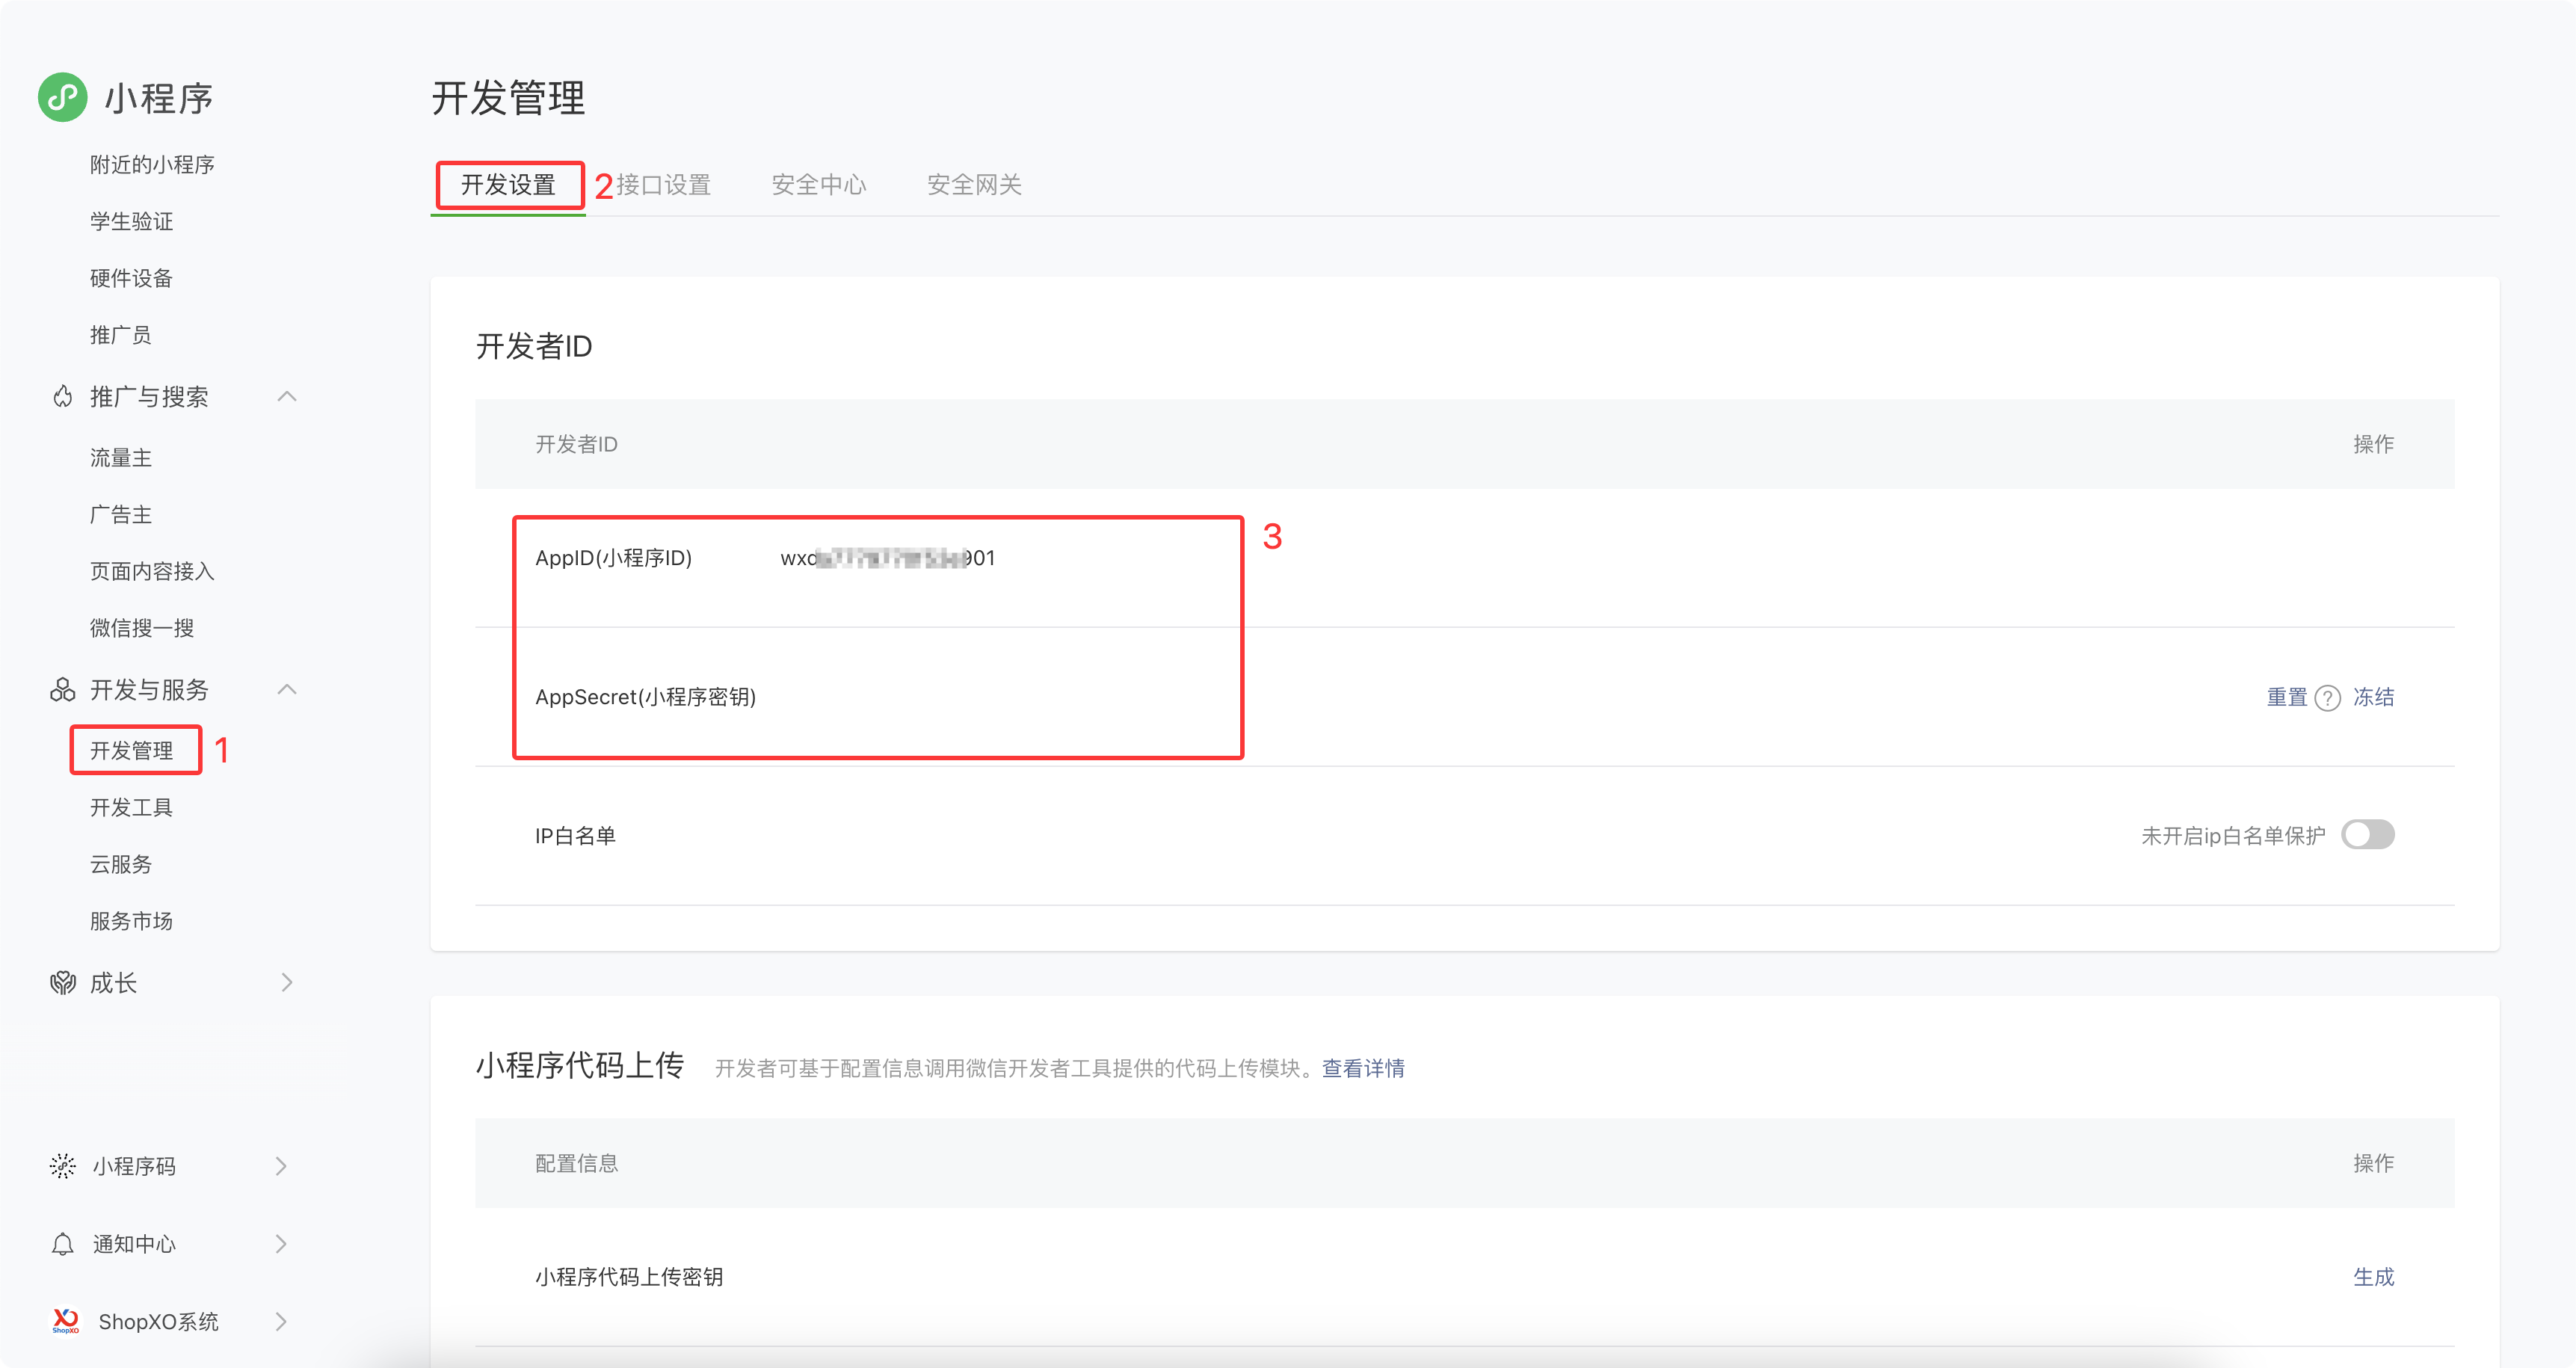 小程序
附近的小程序
学生验证
硬件设备
推广员
推广与搜索
流量主
广告主
页面内容接入
微信搜一搜
开发与服务
开发管理 1
开发工具
云服务
服务市场
成长
小程序码
通知中心
ShopXO ShopXO系统
开发管理
开发设置 2 接口设置 安全中心 安全网关
开发者ID
开发者ID 操作
AppID(小程序ID) 901 3
AppSecret(小程序密钥) 重置 ? 冻结
IP白名单 未开启ip白名单保护
小程序代码上传 开发者可基于配置信息调用微信开发者工具提供的代码上传模块。查看详情
配置信息 操作
小程序代码上传密钥 生成